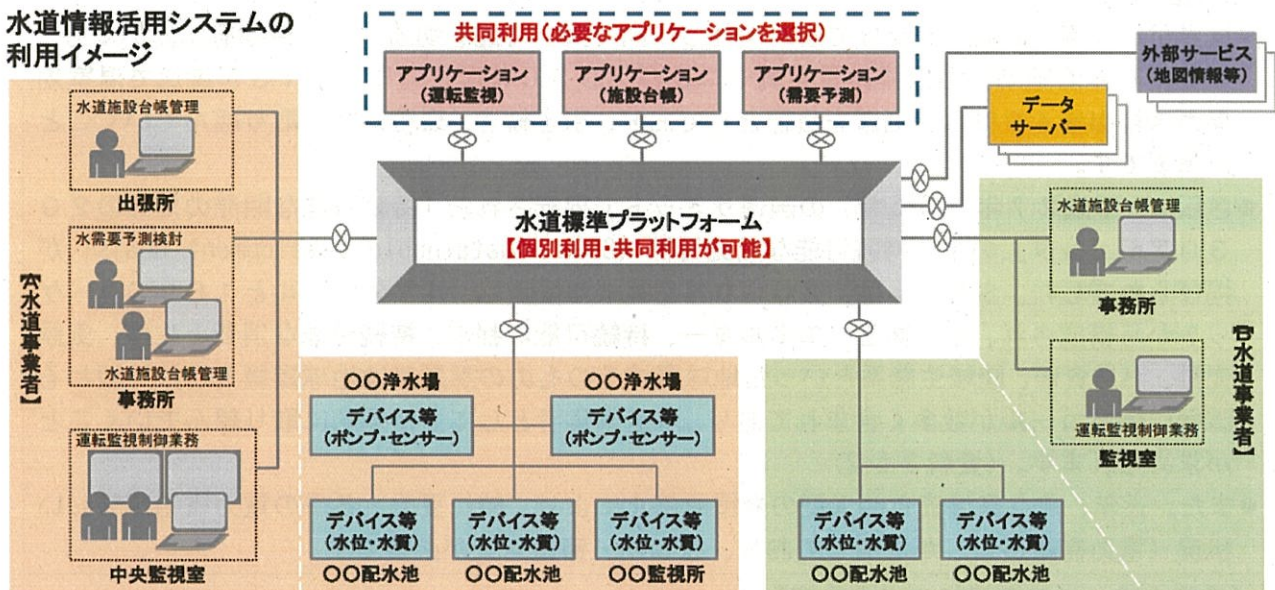 水道情報活用システムの
利用イメージ
共同利用(必要なアプリケーションを選択)
アプリケーション
(運転監視)
アプリケーション
(施設台帳)
アプリケーション
(需要予測)
外部サービス
(地図情報等)
データ
サーバー
水道標準プラットフォーム
【個別利用・共同利用が可能】
【A水道事業者】
水道施設台帳管理
出張所
水需要予測検討
水道施設台帳管理
事務所
運転監視制御業務
中央監視室
〇〇浄水場
デバイス等
(ポンプ・センサー)
〇〇浄水場
デバイス等
(ポンプ・センサー)
デバイス等
(水位・水質)
〇〇配水池
デバイス等
(水位・水質)
〇〇配水池
デバイス等
(水位・水質)
〇〇監視所
デバイス等
(水位・水質)
〇〇配水池
デバイス等
(水位・水質)
〇〇配水池
水道施設台帳管理
事務所
運転監視制御業務
監視室
【B水道事業者】